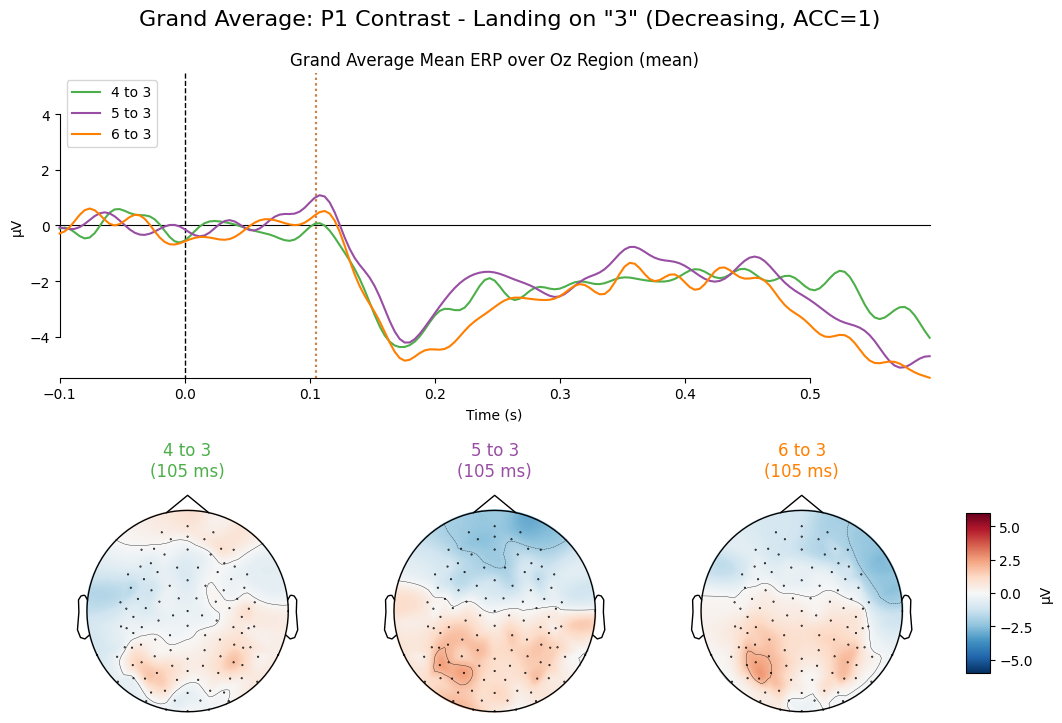 Grand Average: P1 Contrast - Landing on "3" (Decreasing, ACC=1)
Grand Average Mean ERP over Oz Region (mean)
4 to 3
5 to 3
6 to 3
4
2
0
−2
−4
µV
−0.1
0.0
0.1
0.2
0.3
0.4
0.5
Time (s)
4 to 3
(105 ms)
5 to 3
(105 ms)
6 to 3
(105 ms)
5.0
2.5
0.0
−2.5
−5.0
µV